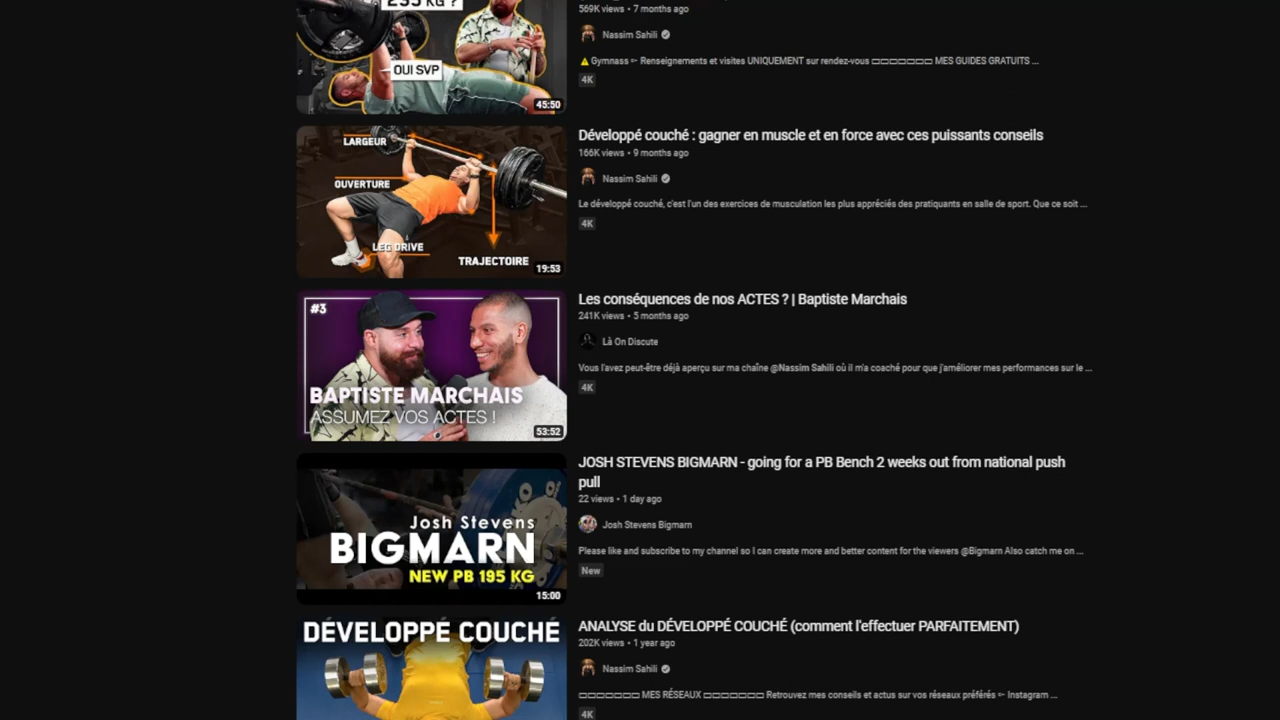 235 KG ?
OUI SVP
45:50
569K views • 7 months ago
Nassim Sahili
Gymnass ➳ Renseignements et visites UNIQUEMENT sur rendez-vous ▭▭▭▭▭▭▭ MES GUIDES GRATUITS ...
4K
LARGEUR
OUVERTURE
LEG DRIVE
TRAJECTOIRE
19:53
Développé couché : gagner en muscle et en force avec ces puissants conseils
166K views • 9 months ago
Nassim Sahili
Le développé couché, c'est l'un des exercices de musculation les plus appréciés des pratiquants en salle de sport. Que ce soit ...
4K
#3
BAPTISTE MARCHAIS
ASSUMEZ VOS ACTES !
53:52
Les conséquences de nos ACTES ? | Baptiste Marchais
241K views • 5 months ago
Là On Discute
Vous l'avez peut-être déjà aperçu sur ma chaîne @Nassim Sahili où il m'a coaché pour que j'améliorer mes performances sur le ...
4K
Josh Stevens
BIGMARN
NEW PB 195 KG
15:00
JOSH STEVENS BIGMARN - going for a PB Bench 2 weeks out from national push
pull
22 views • 1 day ago
Josh Stevens Bigmarn
Please like and subscribe to my channel so I can create more and better content for the viewers @Bigmarn Also catch me on ...
New
DÉVELOPPÉ COUCHÉ
ANALYSE du DÉVELOPPÉ COUCHÉ (comment l'effectuer PARFAITEMENT)
202K views • 1 year ago
Nassim Sahili
▭▭▭▭▭▭▭ MES RÉSEAUX ▭▭▭▭▭▭▭ Retrouvez mes conseils et actus sur vos réseaux préférés ➳ Instagram ...
4K